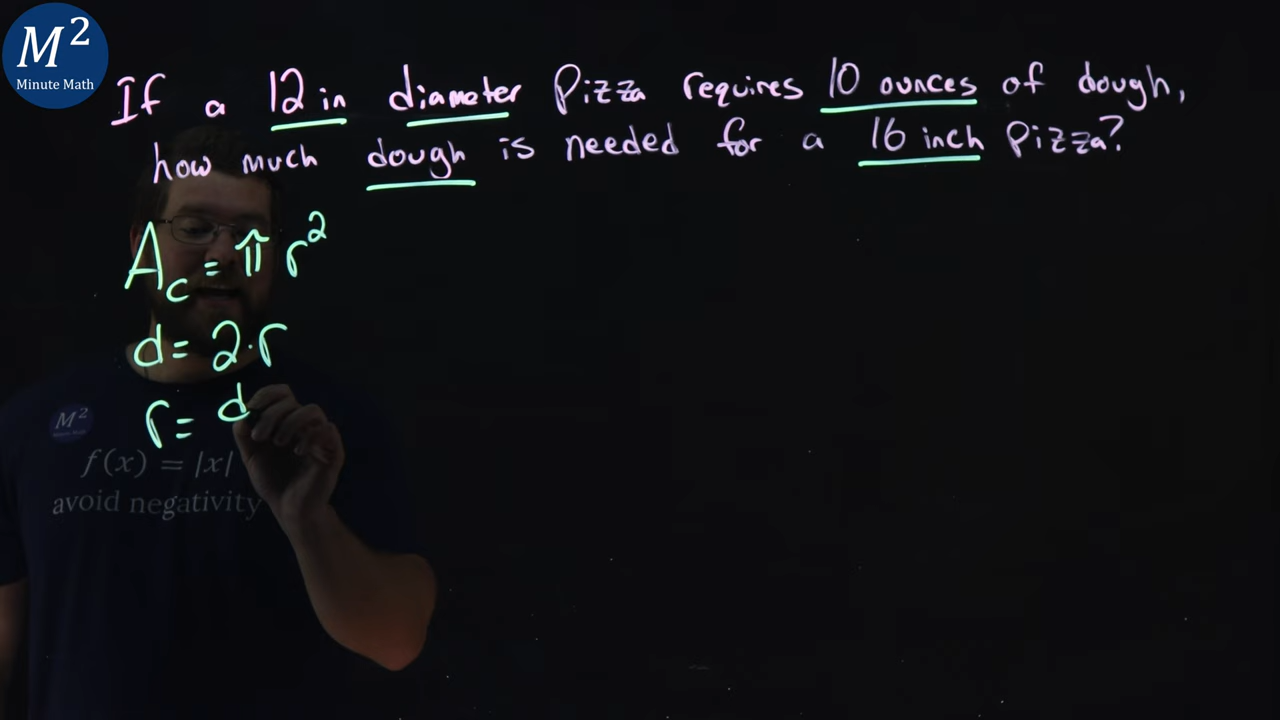 M²
Minute Math
If a 12 in diameter Pizza requires 10 ounces of dough,
how much dough is needed for a 16 inch Pizza?
A_c = π r²
d = 2·r
r = d
M²
f(x) = |x|
avoid negativity